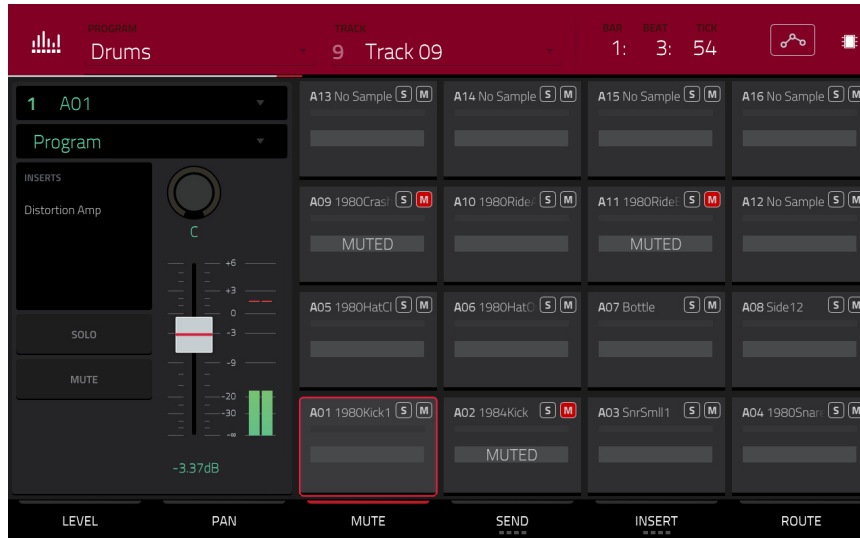 PROGRAM
Drums
TRACK
9 Track 09
BAR BEAT TICK
1: 3: 54
1 A01
Program
INSERTS
Distortion Amp
C
+6
+3
0
-3
-9
-20
-30
-∞
SOLO
MUTE
-3.37dB
A13 No Sample S M
A14 No Sample S M
A15 No Sample S M
A16 No Sample S M
A09 1980Cras S M
MUTED
A10 1980Ride S M
A11 1980Ride S M
MUTED
A12 No Sample S M
A05 1980HatCl S M
A06 1980Hat S M
A07 Bottle S M
A08 Side12 S M
A01 1980Kick1 S M
A02 1984Kick S M
MUTED
A03 SnrSmll1 S M
A04 1980Snar S M
LEVEL PAN MUTE SEND INSERT ROUTE